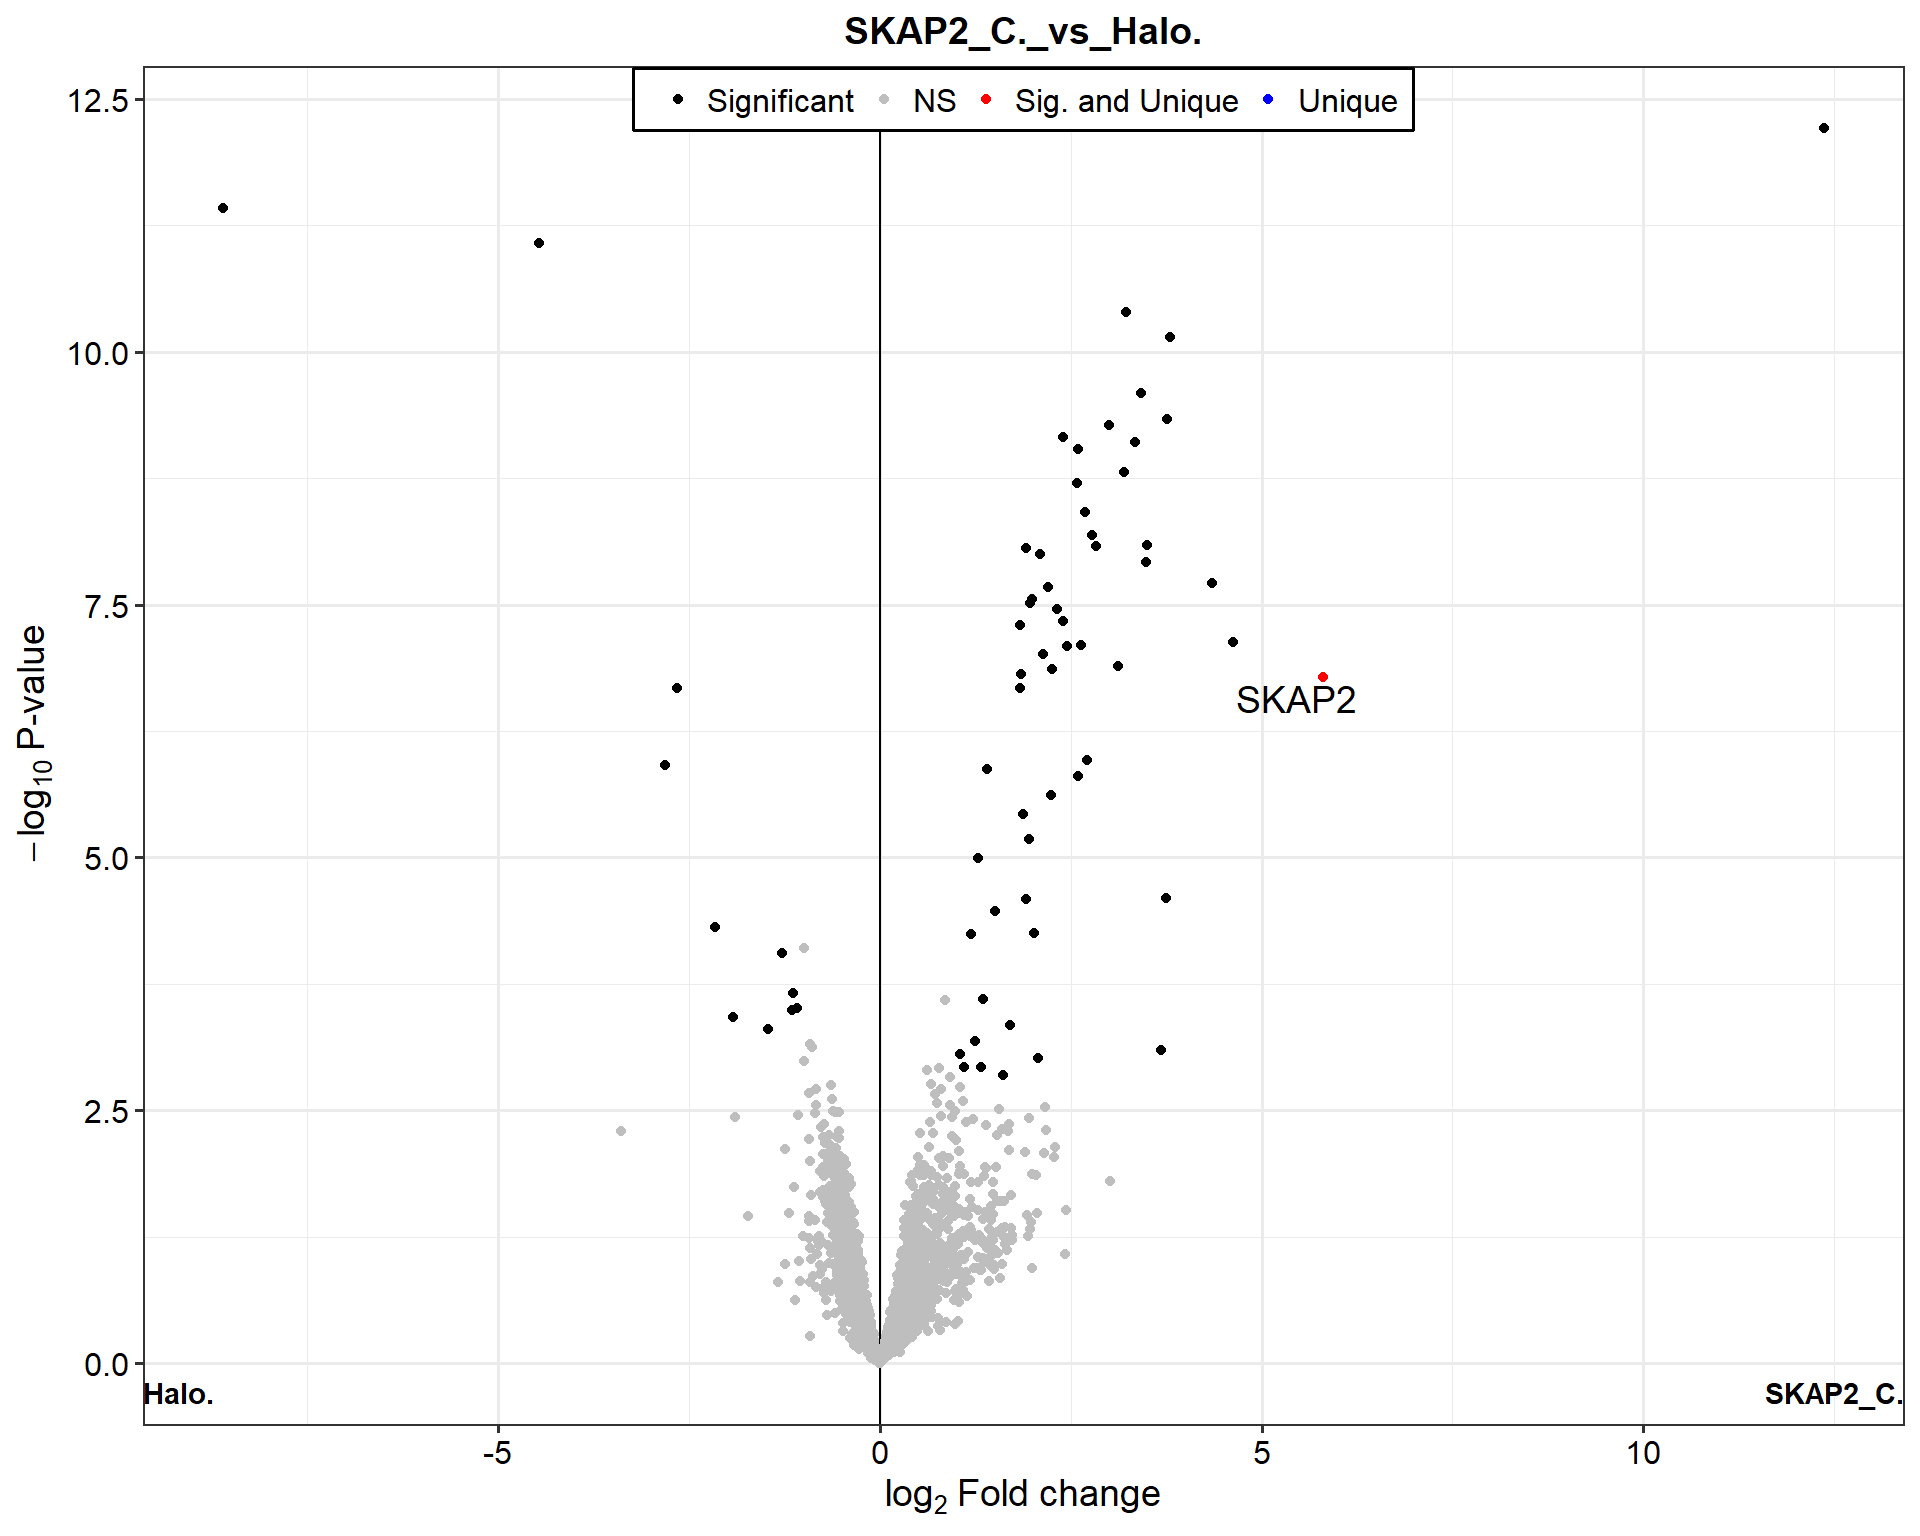 SKAP2_C._vs_Halo.
Significant NS Sig. and Unique Unique
12.5
10.0
7.5
5.0
2.5
0.0
−log10 P-value
SKAP2
Halo. SKAP2_C.
-5 0 5 10
log2 Fold change